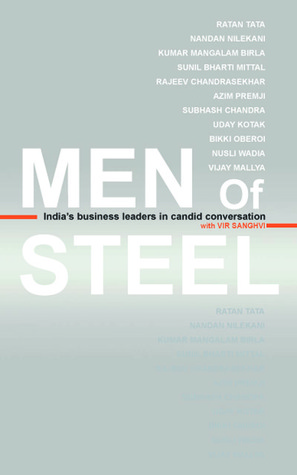 RATAN TATA
NANDAN NILEKANI
KUMAR MANGALAM BIRLA
SUNIL BHARTI MITTAL
RAJEEV CHANDRASEKHAR
AZIM PREMJI
SUBHASH CHANDRA
UDAY KOTAK
BIKKI OBEROI
NUSLI WADIA
VIJAY MALLYA
MEN Of
India's business leaders in candid conversation
with VIR SANGHVI
STEEL
RATAN TATA
NANDAN NILEKANI
KUMAR MANGALAM BIRLA